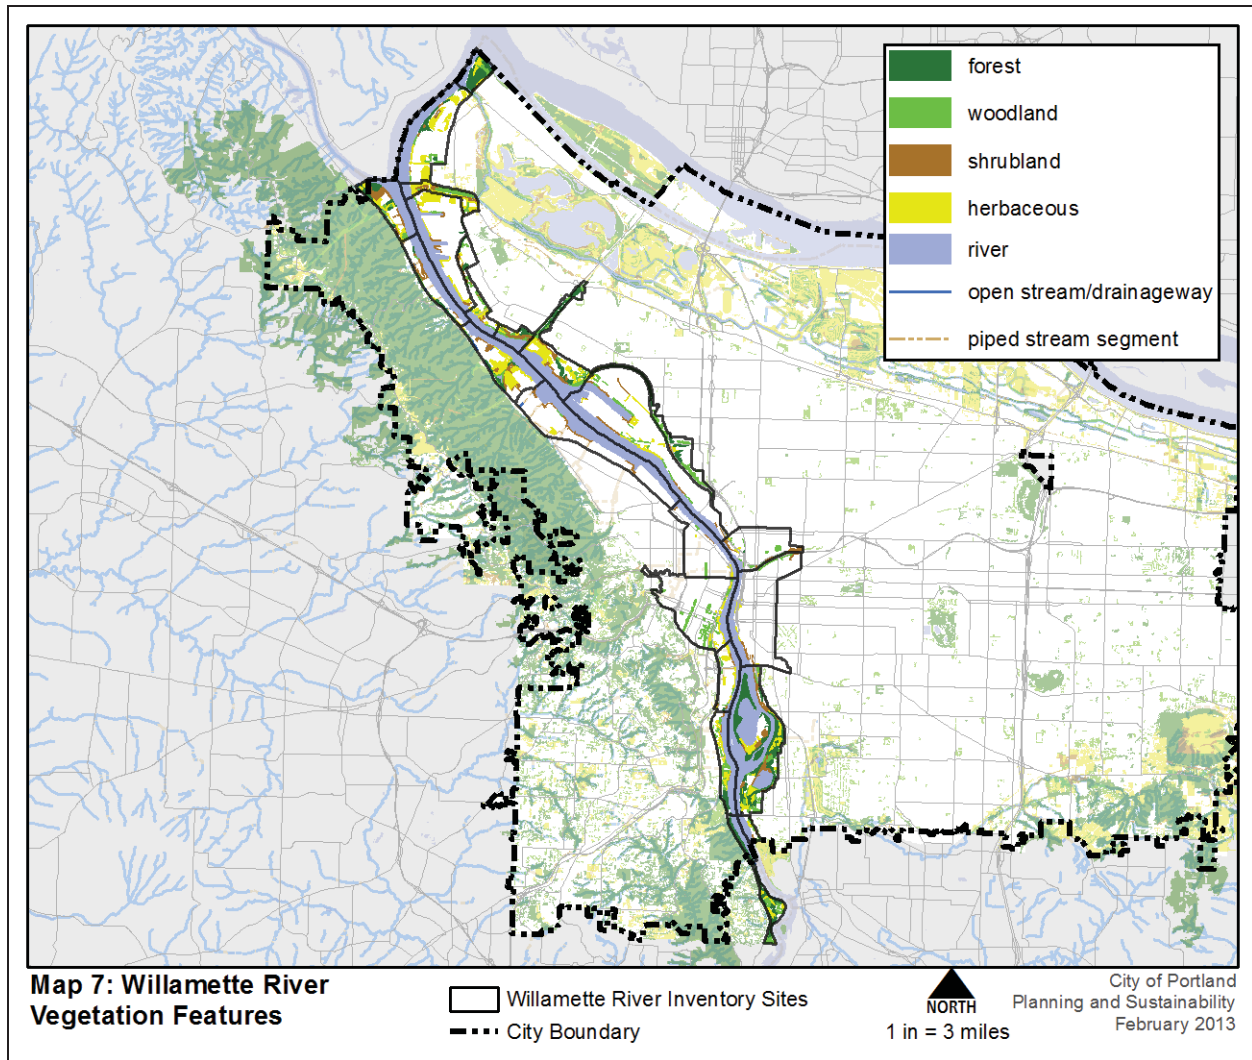 forest
woodland
shrubland
herbaceous
river
open stream/drainageway
piped stream segment
Map 7: Willamette River
Vegetation Features
Willamette River Inventory Sites
City Boundary
NORTH
1 in = 3 miles
City of Portland
Planning and Sustainability
February 2013